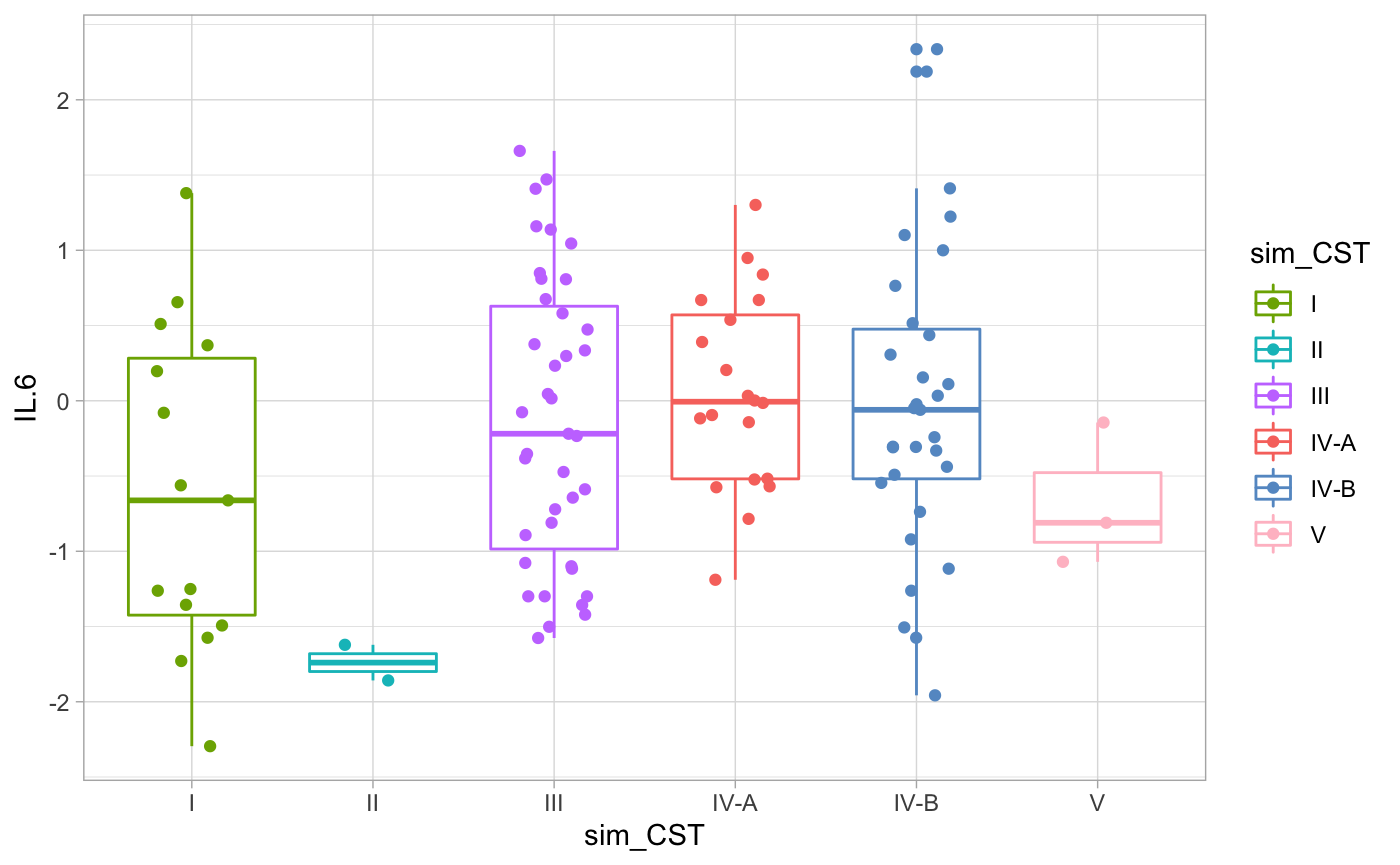 IL.6
2
1
0
-1
-2
I II III IV-A IV-B V
sim_CST
sim_CST
I
II
III
IV-A
IV-B
V